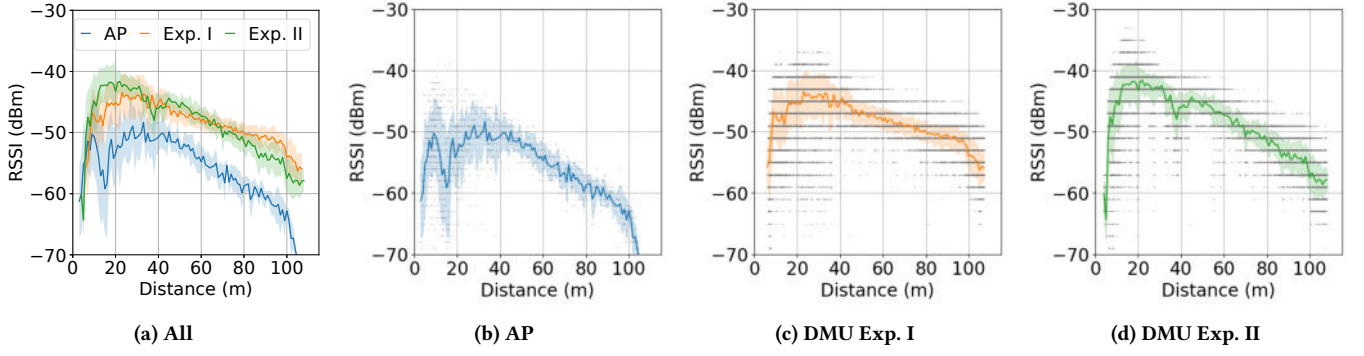 −30
−40
−50
−60
−70
RSSI (dBm)
AP Exp. I Exp. II
0 20 40 60 80 100
Distance (m)
(a) All
−30
−40
−50
−60
−70
RSSI (dBm)
0 20 40 60 80 100
Distance (m)
(b) AP
−30
−40
−50
−60
−70
RSSI (dBm)
0 20 40 60 80 100
Distance (m)
(c) DMU Exp. I
−30
−40
−50
−60
−70
RSSI (dBm)
0 20 40 60 80 100
Distance (m)
(d) DMU Exp. II